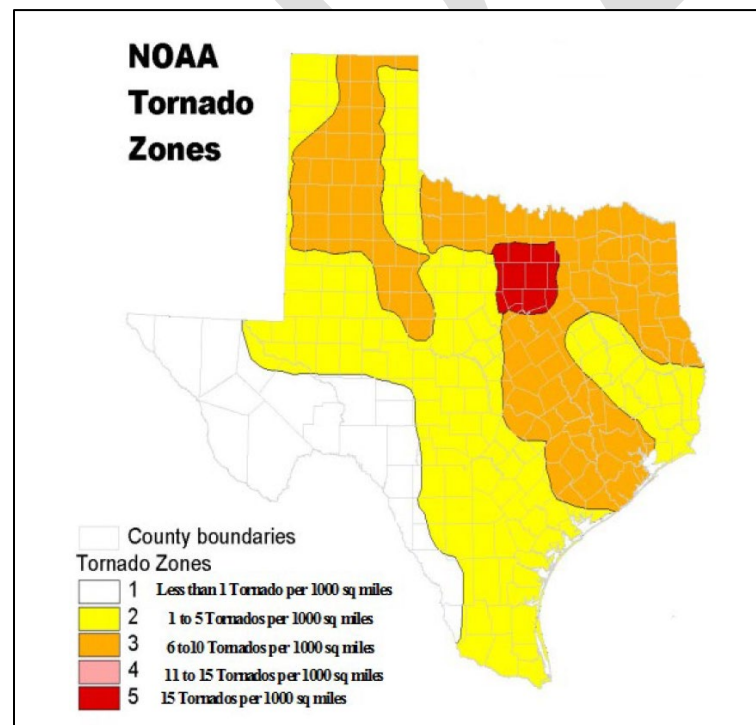 NOAA
Tornado
Zones
County boundaries
Tornado Zones
1 Less than 1 Tornado per 1000 sq miles
2 1 to 5 Tornados per 1000 sq miles
3 6 to 10 Tornados per 1000 sq miles
4 11 to 15 Tornados per 1000 sq miles
5 15 Tornados per 1000 sq miles